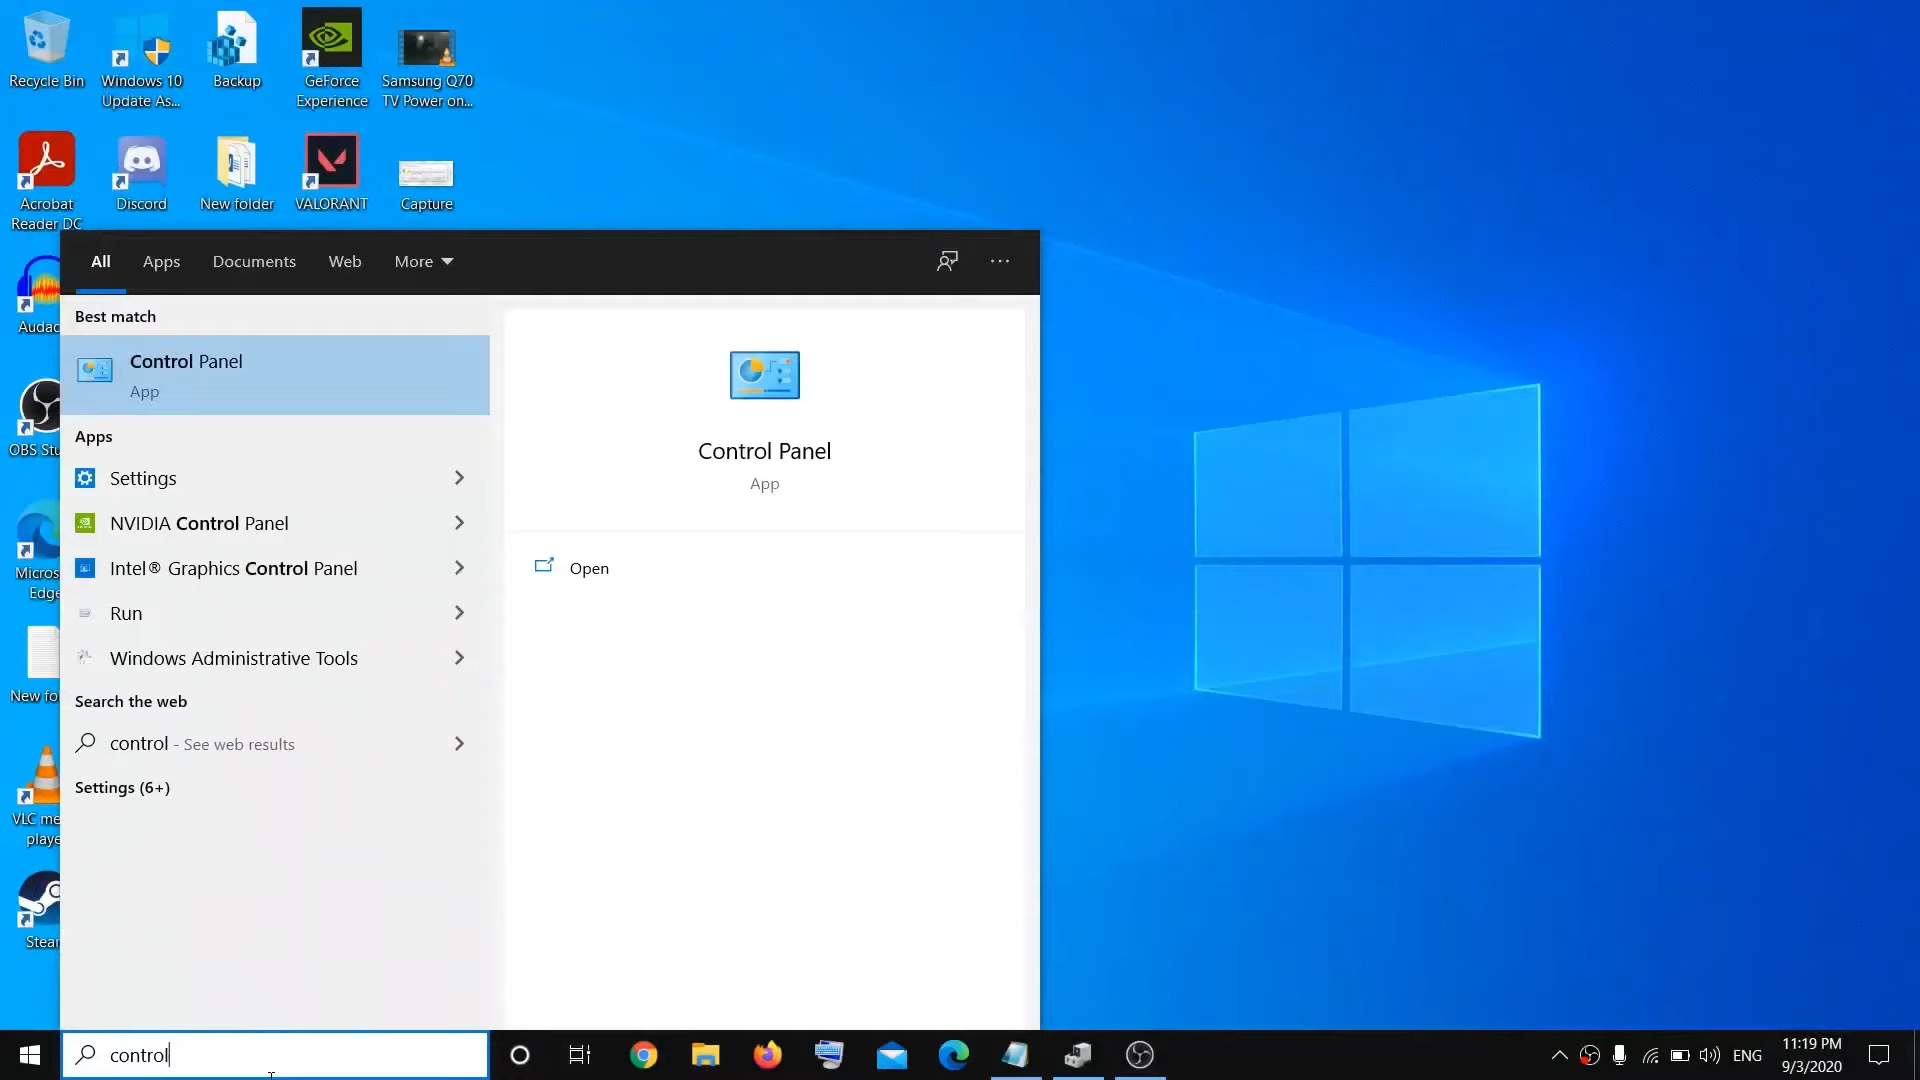 Recycle Bin
Windows 10
Update As...
Backup
GeForce
Experience
Samsung Q70
TV Power on...
Acrobat
Reader DC
Discord
New folder
VALORANT
Capture
Audac
OBS Stu
Micros
Edge
New fo
VLC me
playe
Stear
All
Apps
Documents
Web
More
Best match
Control Panel
App
Apps
Settings
NVIDIA Control Panel
Intel® Graphics Control Panel
Run
Windows Administrative Tools
Search the web
control - See web results
Settings (6+)
Control Panel
App
Open
control
ENG
11:19 PM
9/3/2020